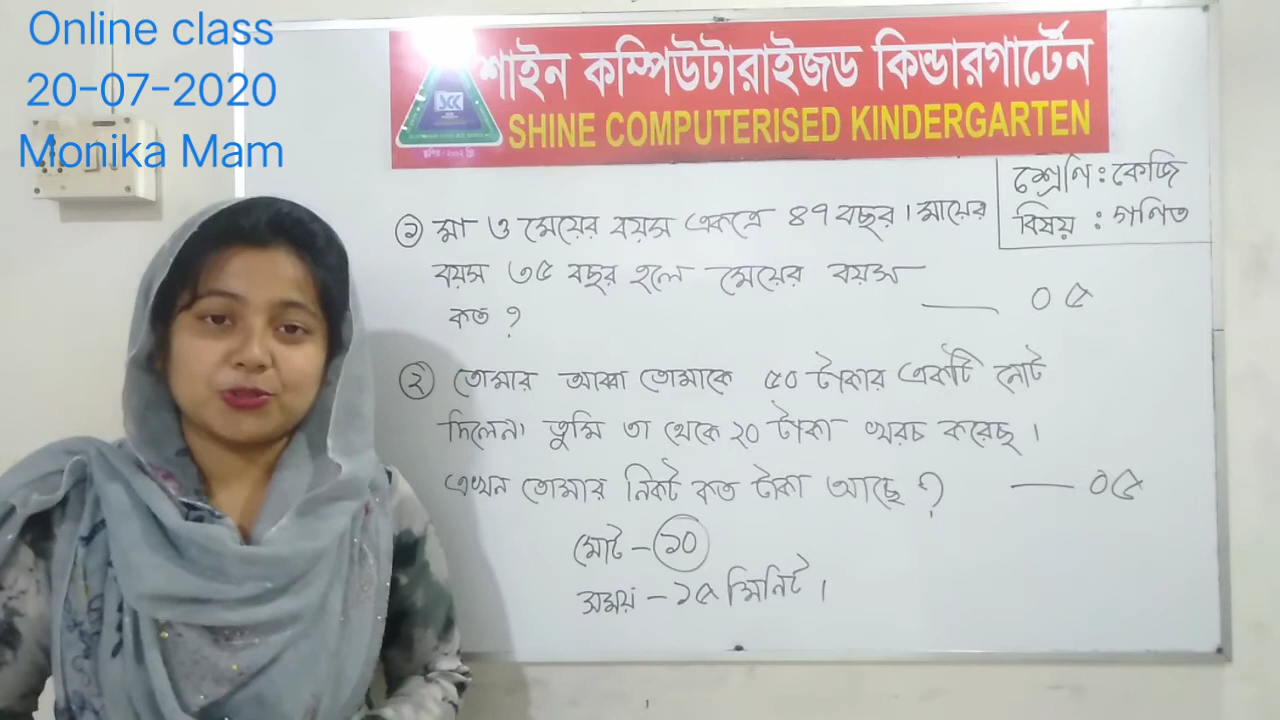 Online class
20-07-2020
Monika Mam
শাইন কম্পিউটারাইজড কিন্ডারগার্টেন
SHINE COMPUTERISED KINDERGARTEN
শ্রেণি : কেজি
বিষয় : গনিত
১ মা ও মেয়ের বয়স একত্রে ৪৭ বছর। মায়ের
বয়স ৩৫ বছর হলে মেয়ের বয়স
কত ? — ০৫
২ তোমার আব্বা তোমাকে ৫০ টাকার একটি নোট
দিলেন। তুমি তা থেকে ২০ টাকা খরচ করেছ।
এখন তোমার নিকট কত টাকা আছে ? — ০৫
মোট – ১০
সময় – ১৫ মিনিট।